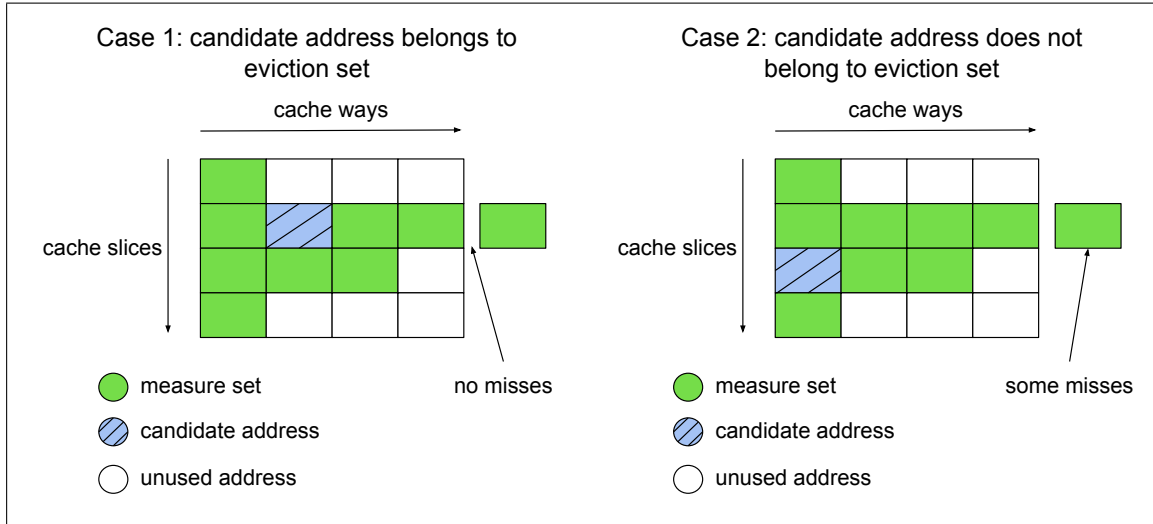 Case 1: candidate address belongs to
eviction set
cache ways
cache slices
no misses
measure set
candidate address
unused address
Case 2: candidate address does not
belong to eviction set
cache ways
cache slices
some misses
measure set
candidate address
unused address